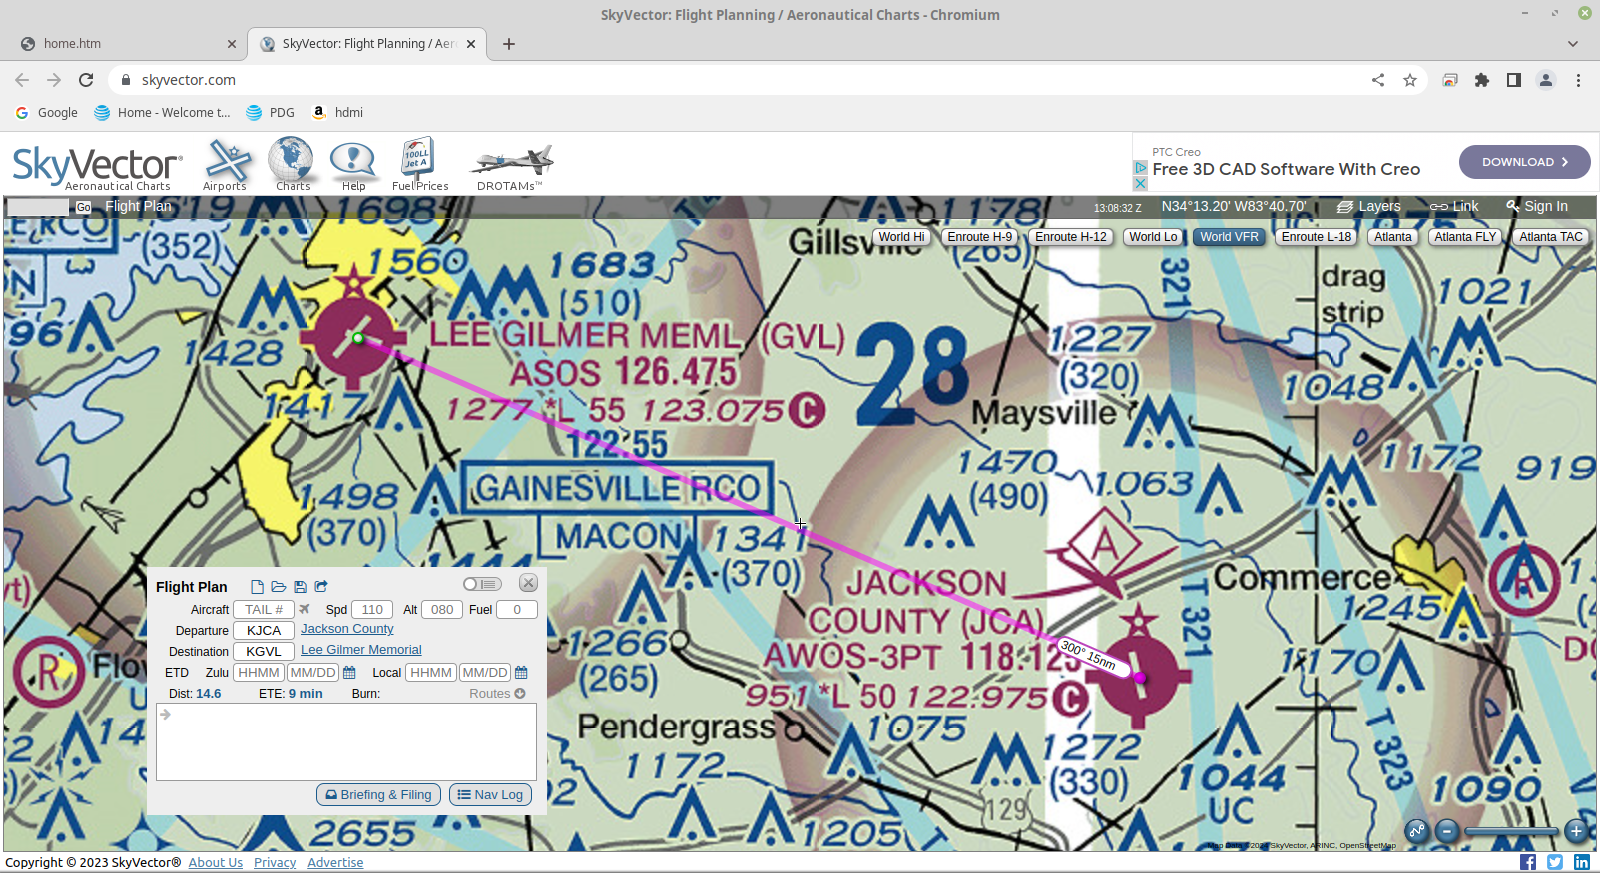 SkyVector: Flight Planning / Aeronautical Charts - Chromium
home.htm
SkyVector: Flight Planning / Aer
skyvector.com
Google
Home - Welcome t...
PDG
hdmi
SkyVector®
Aeronautical Charts
Airports
Charts
100LL
Jet A
Help
Fuel Prices
DROTAMs™
PTC Creo
Free 3D CAD Software With Creo
DOWNLOAD
Go
Flight Plan
13:08:32 Z
N34°13.20' W83°40.70'
Layers
Link
Sign In
World Hi
Enroute H-9
Enroute H-12
World Lo
World VFR
Enroute L-18
Atlanta
Atlanta FLY
Atlanta TAC
1698
1178
(352)
Gillsville
(265)
1560
1683
(510)
321
drag
strip
1021
96
1428
LEE GILMER MEML (GVL)
ASOS 126.475
1277 *L 55 123.075 C
122.55
28
1227
(320)
1048
1417
Maysville
GAINESVILLE RCO
MACON
1498
(370)
1470
(490)
1063
1172
919
1341
(370)
A
JACKSON
COUNTY (JCA)
AWOS-3PT 118.125
951 *L 50 122.975 C
300° 15nm
Commerce
1245
R
T 321
1266
(265)
1170
R
Pendergrass
1075
1272
(330)
T 323
1172
1044
UC
1090
129
1205
2655
Flight Plan
Aircraft TAIL # Spd 110 Alt 080 Fuel 0
Departure KJCA Jackson County
Destination KGVL Lee Gilmer Memorial
ETD Zulu HHMM MM/DD Local HHMM MM/DD
Dist: 14.6 ETE: 9 min Burn: Routes
Briefing & Filing
Nav Log
Map Data ©2024 SkyVector, ARINC, OpenStreetMap
Copyright © 2023 SkyVector® About Us Privacy Advertise